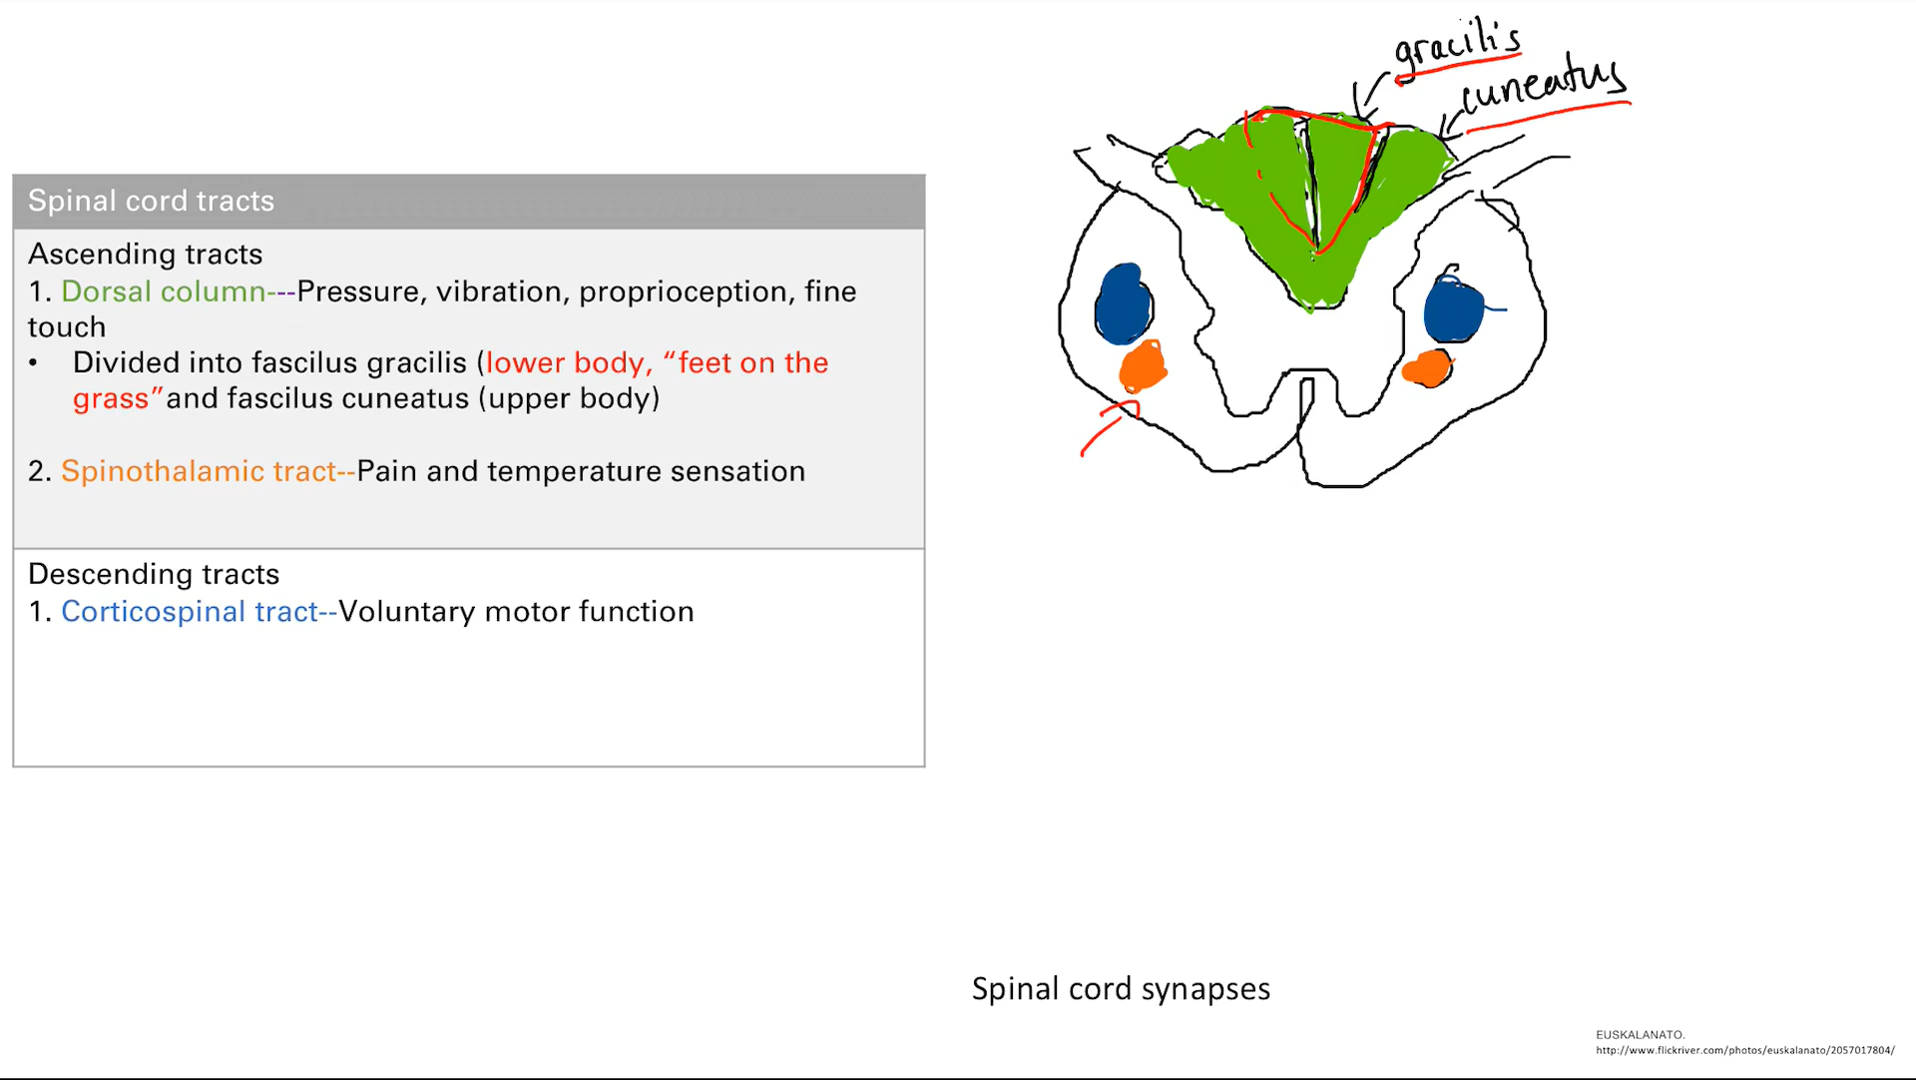 gracilis
cuneatus
Spinal cord tracts
Ascending tracts
1. Dorsal column---Pressure, vibration, proprioception, fine
touch
• Divided into fascilus gracilis (lower body, “feet on the
grass”and fascilus cuneatus (upper body)
2. Spinothalamic tract--Pain and temperature sensation
Descending tracts
1. Corticospinal tract--Voluntary motor function
Spinal cord synapses
EUSKALANATO.
http://www.flickriver.com/photos/euskalanato/2057017804/